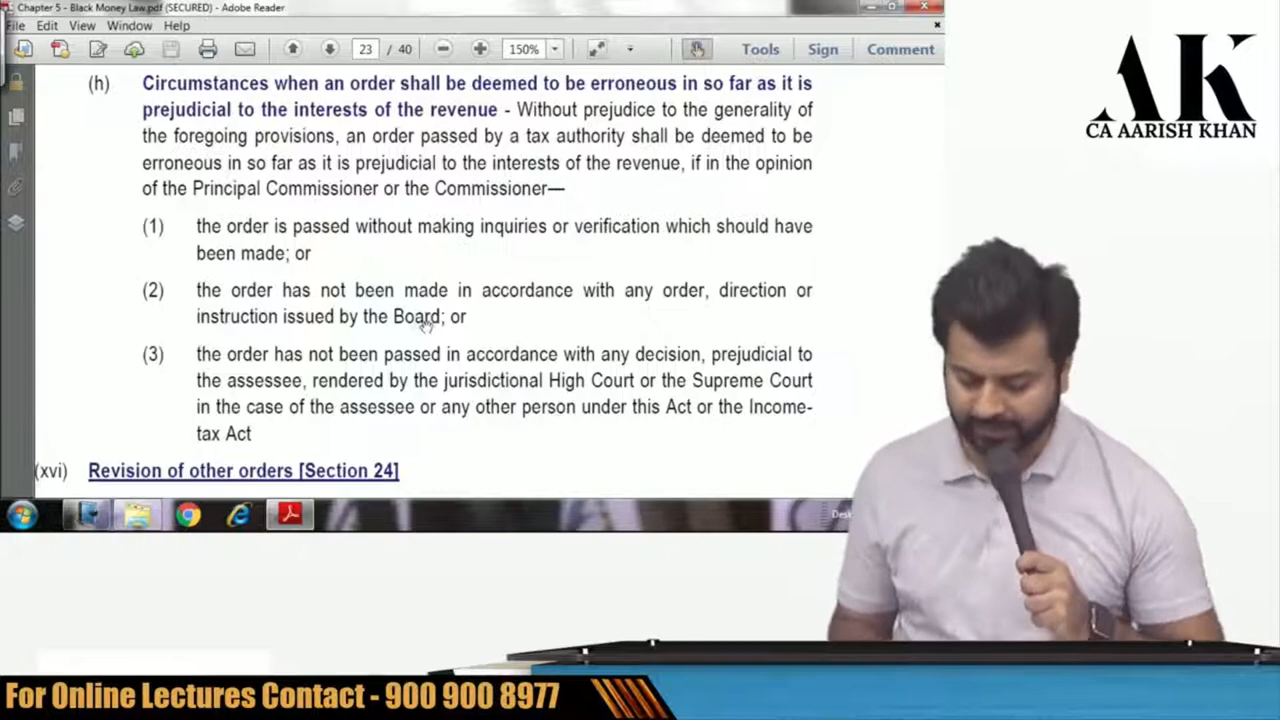 Chapter 5 - Black Money Law.pdf (SECURED) - Adobe Reader
File Edit View Window Help
23 / 40
150%
Tools Sign Comment
(h) Circumstances when an order shall be deemed to be erroneous in so far as it is
prejudicial to the interests of the revenue - Without prejudice to the generality of
the foregoing provisions, an order passed by a tax authority shall be deemed to be
erroneous in so far as it is prejudicial to the interests of the revenue, if in the opinion
of the Principal Commissioner or the Commissioner—
(1) the order is passed without making inquiries or verification which should have
been made; or
(2) the order has not been made in accordance with any order, direction or
instruction issued by the Board; or
(3) the order has not been passed in accordance with any decision, prejudicial to
the assessee, rendered by the jurisdictional High Court or the Supreme Court
in the case of the assessee or any other person under this Act or the Income-
tax Act
(xvi) Revision of other orders [Section 24]
Desk
AK
CA AARISH KHAN
For Online Lectures Contact - 900 900 8977